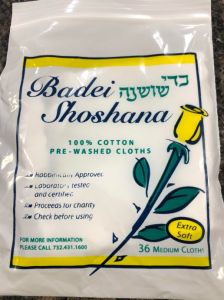 Badei
בדי
Shoshana
שושנה
100% COTTON
PRE-WASHED CLOTHS
Rabbinically Approved
Laboratory tested
and certified
Proceeds for charity
Check before using
FOR MORE INFORMATION
PLEASE CALL 732.431.1600
Extra
Soft
36 MEDIUM CLOTHS